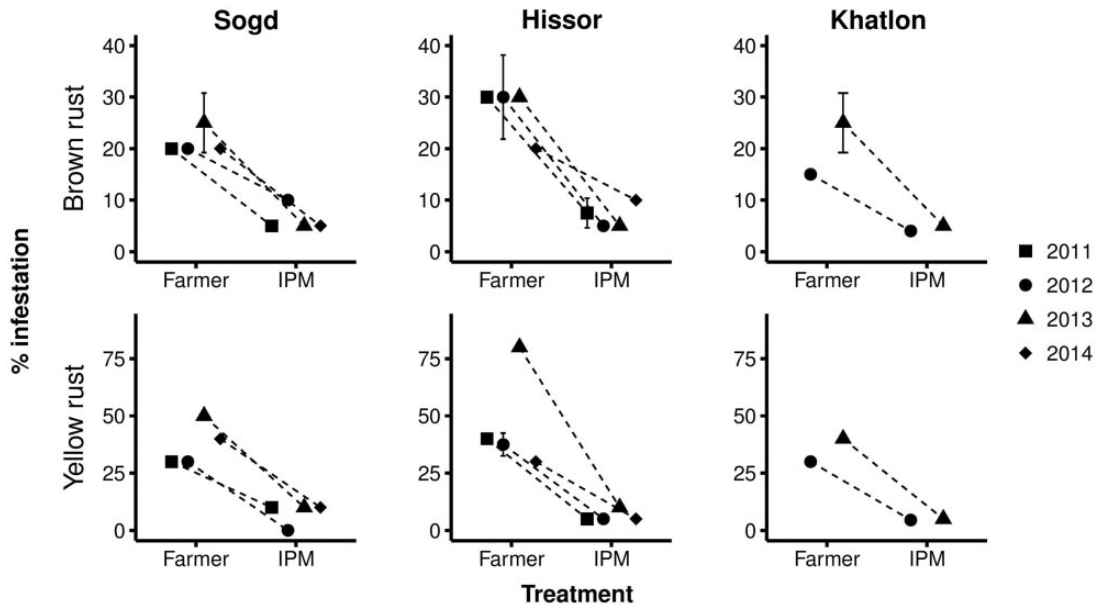 Sogd
Hissor
Khatlon
% infestation
Brown rust
40
30
20
10
0
Farmer IPM
40
30
20
10
0
Farmer IPM
40
30
20
10
0
Farmer IPM
Yellow rust
75
50
25
0
Farmer IPM
75
50
25
0
Farmer IPM
75
50
25
0
Farmer IPM
Treatment
2011
2012
2013
2014